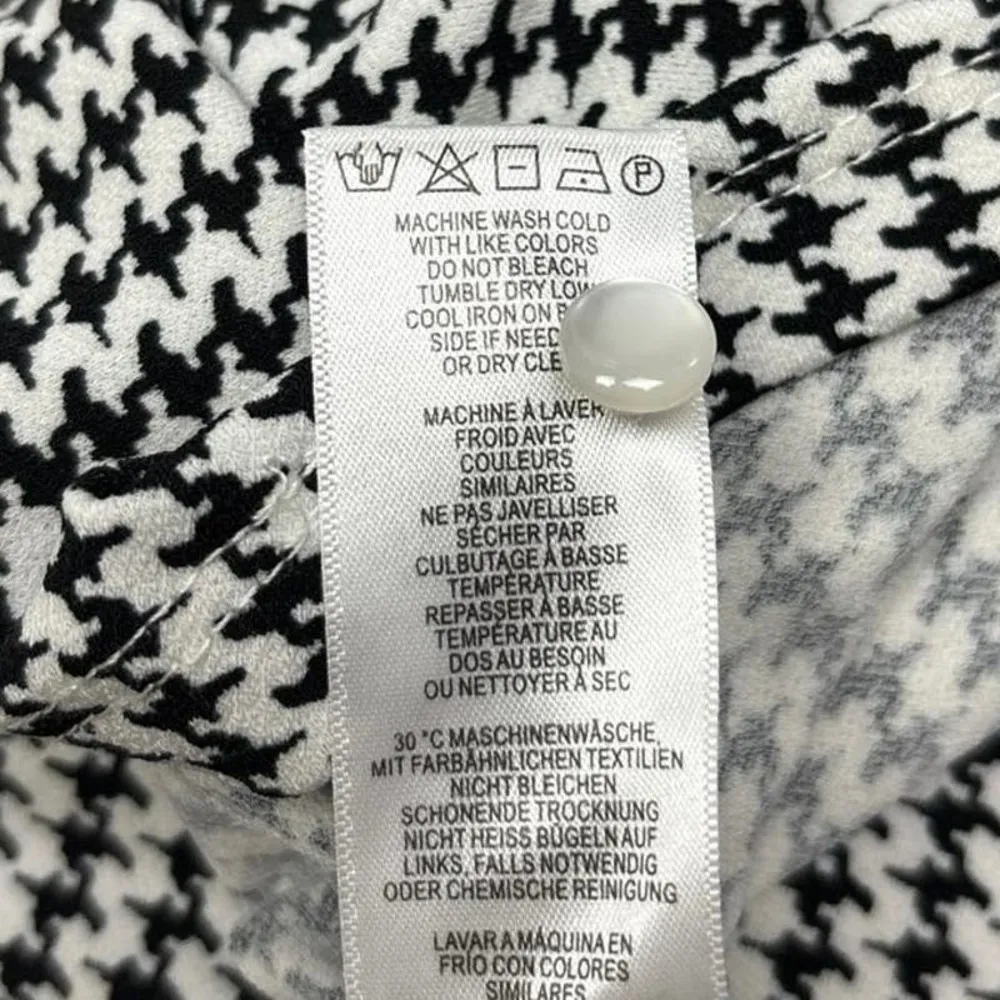 P
MACHINE WASH COLD
WITH LIKE COLORS
DO NOT BLEACH
TUMBLE DRY LOW
COOL IRON ON
SIDE IF NEED
OR DRY CLE
MACHINE À LAVER
FROID AVEC
COULEURS
SIMILAIRES
NE PAS JAVELLISER
SÉCHER PAR
CULBUTAGE À BASSE
TEMPÉRATURE
REPASSER À BASSE
TEMPÉRATURE AU
DOS AU BESOIN
OU NETTOYER À SEC
30 °C MASCHINENWÄSCHE,
MIT FARBÄHNLICHEN TEXTILIEN
NICHT BLEICHEN
SCHONENDE TROCKNUNG
NICHT HEISS BÜGELN AUF
LINKS, FALLS NOTWENDIG
ODER CHEMISCHE REINIGUNG
LAVAR A MÁQUINA EN
FRÍO CON COLORES
SIMILARES